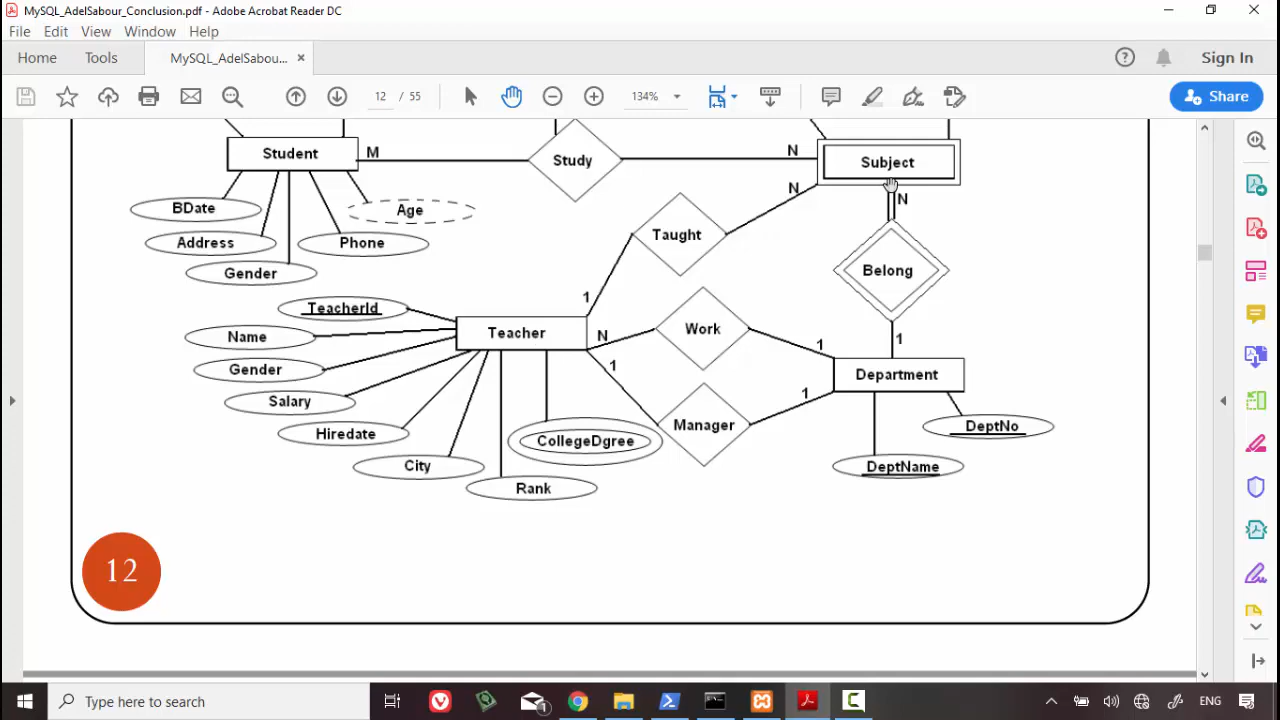 MySQL_AdelSabour_Conclusion.pdf - Adobe Acrobat Reader DC
File Edit View Window Help
Home Tools MySQL_AdelSabou... × Sign In
12 / 55 134% Share
Student M Study N Subject
N N
BDate Age
Address Phone Taught
Gender Belong
TeacherId 1
Name Teacher N Work 1 1
Gender 1 Department
Salary 1
Hiredate CollegeDgree Manager DeptNo
City DeptName
Rank
12
Type here to search 1 ENG